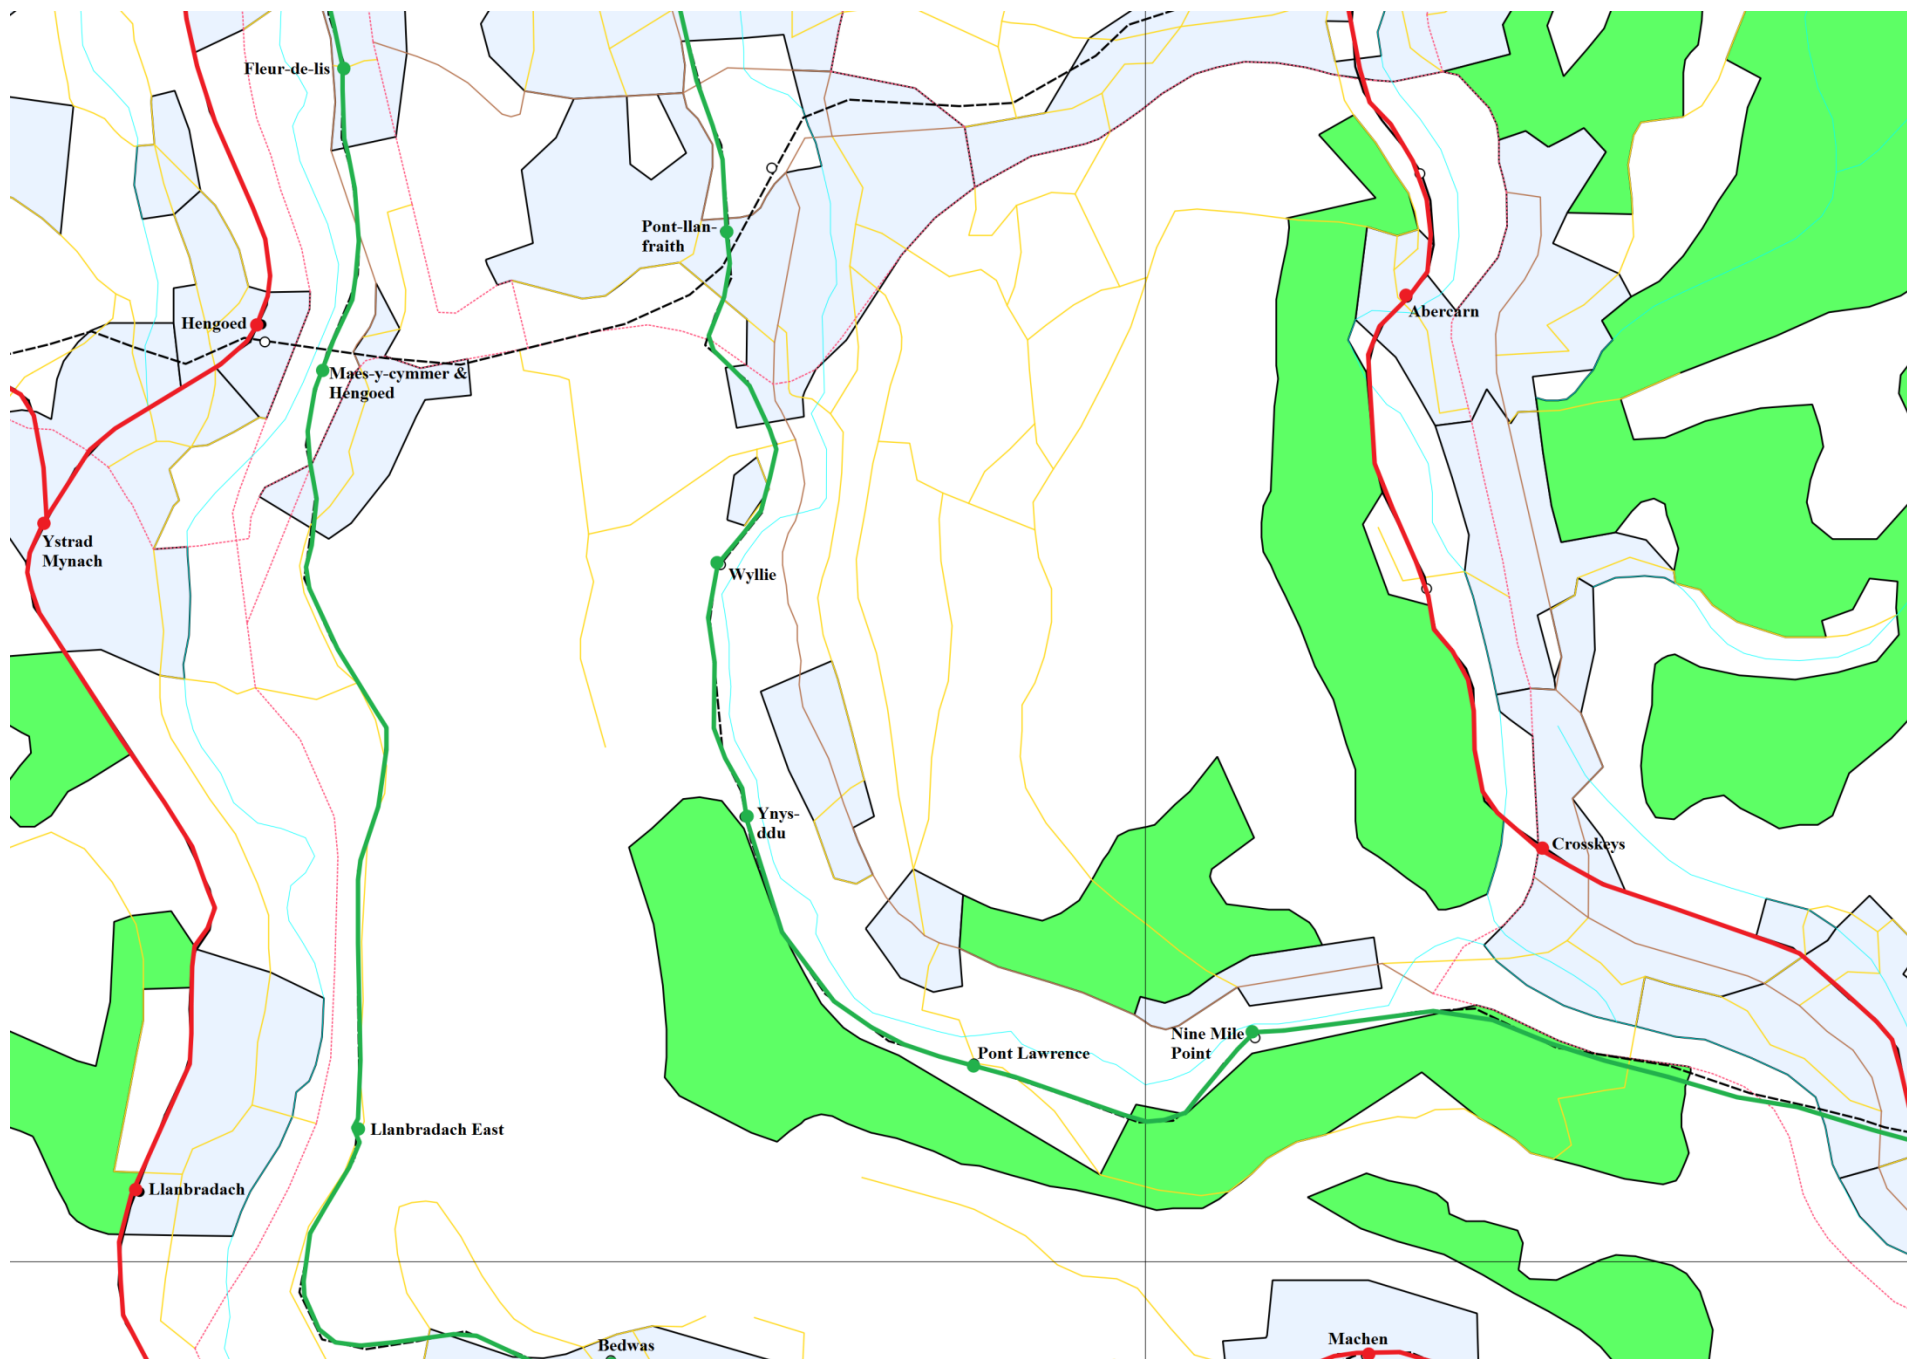 Fleur-de-lis
Pont-llan-
fraith
Hengoed
Abercarn
Maes-y-cymmer &
Hengoed
Ystrad
Mynach
Wyllie
Ynys-
ddu
Crosskeys
Nine Mile
Point
Pont Lawrence
Llanbradach East
Llanbradach
Bedwas
Machen